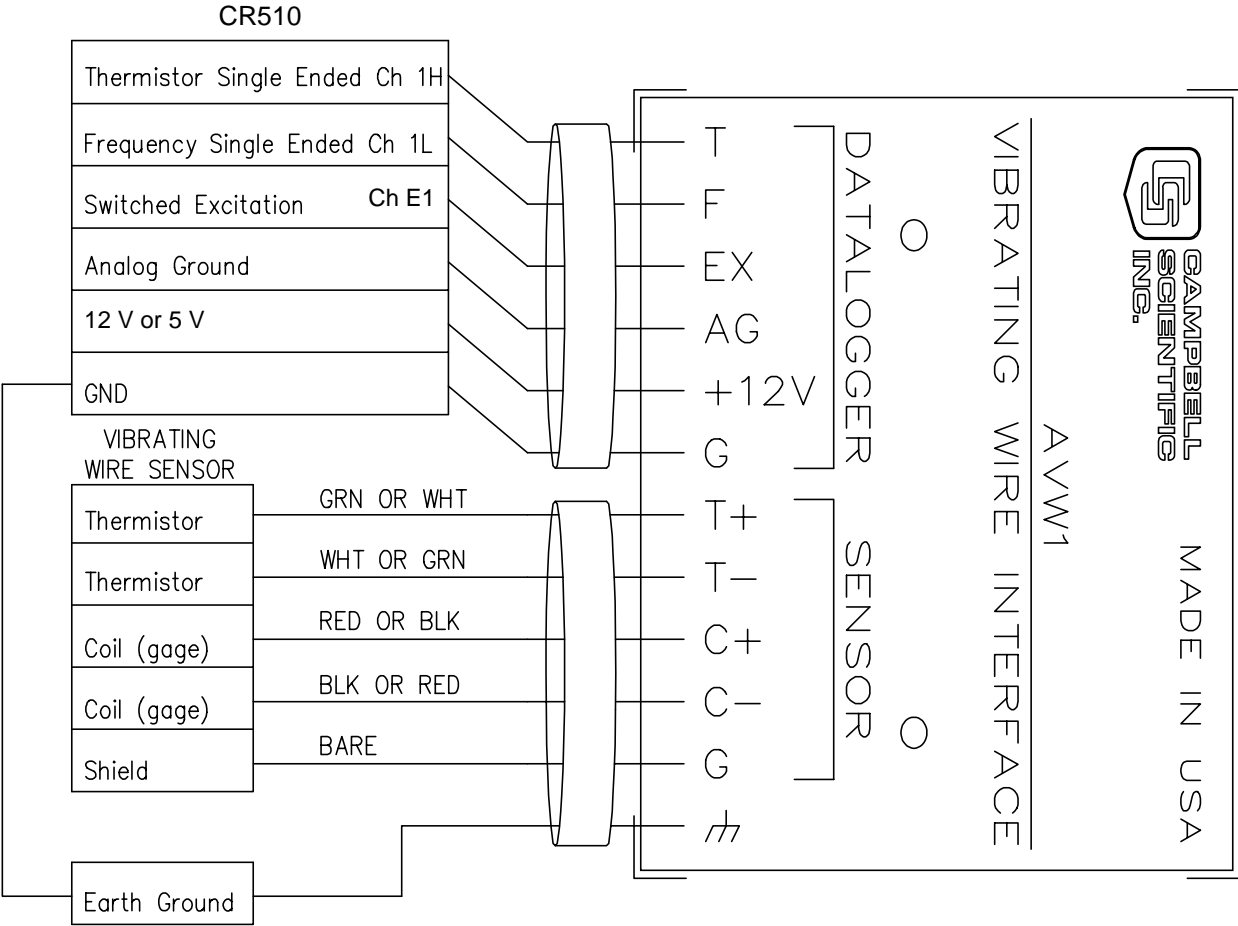 CR510
Thermistor Single Ended Ch 1H
Frequency Single Ended Ch 1L
Switched Excitation Ch E1
Analog Ground
12 V or 5 V
GND
VIBRATING
WIRE SENSOR
Thermistor
Thermistor
Coil (gage)
Coil (gage)
Shield
Earth Ground
GRN OR WHT
WHT OR GRN
RED OR BLK
BLK OR RED
BARE
T
F
EX
AG
+12V
G
T+
T−
C+
C−
G
DATALOGGER
SENSOR
VIBRATING WIRE INTERFACE
AVW1
CAMPBELL
SCIENTIFIC
INC.
MADE IN USA